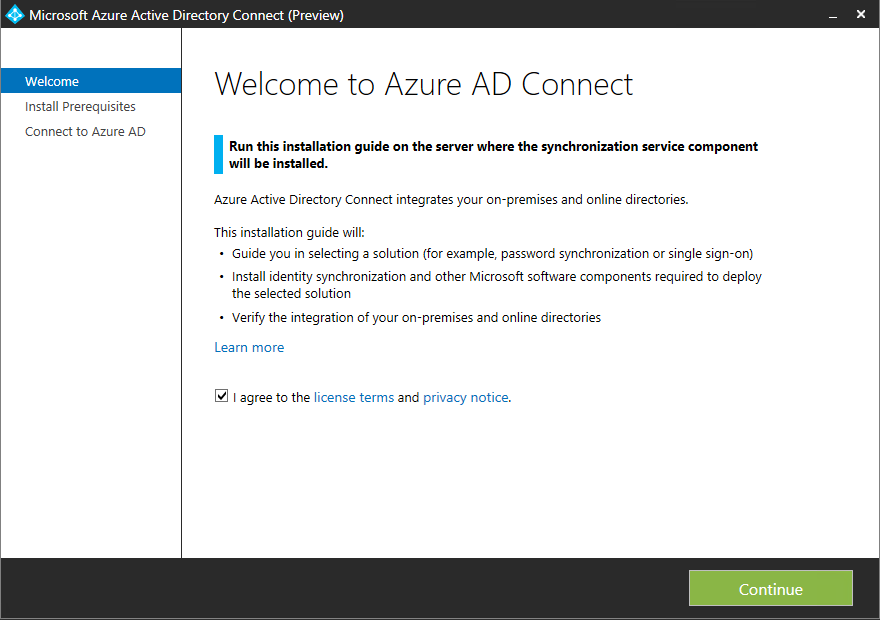 Microsoft Azure Active Directory Connect (Preview)
Welcome
Install Prerequisites
Connect to Azure AD
Welcome to Azure AD Connect
Run this installation guide on the server where the synchronization service component
will be installed.
Azure Active Directory Connect integrates your on-premises and online directories.
This installation guide will:
• Guide you in selecting a solution (for example, password synchronization or single sign-on)
• Install identity synchronization and other Microsoft software components required to deploy
the selected solution
• Verify the integration of your on-premises and online directories
Learn more
I agree to the license terms and privacy notice.
Continue